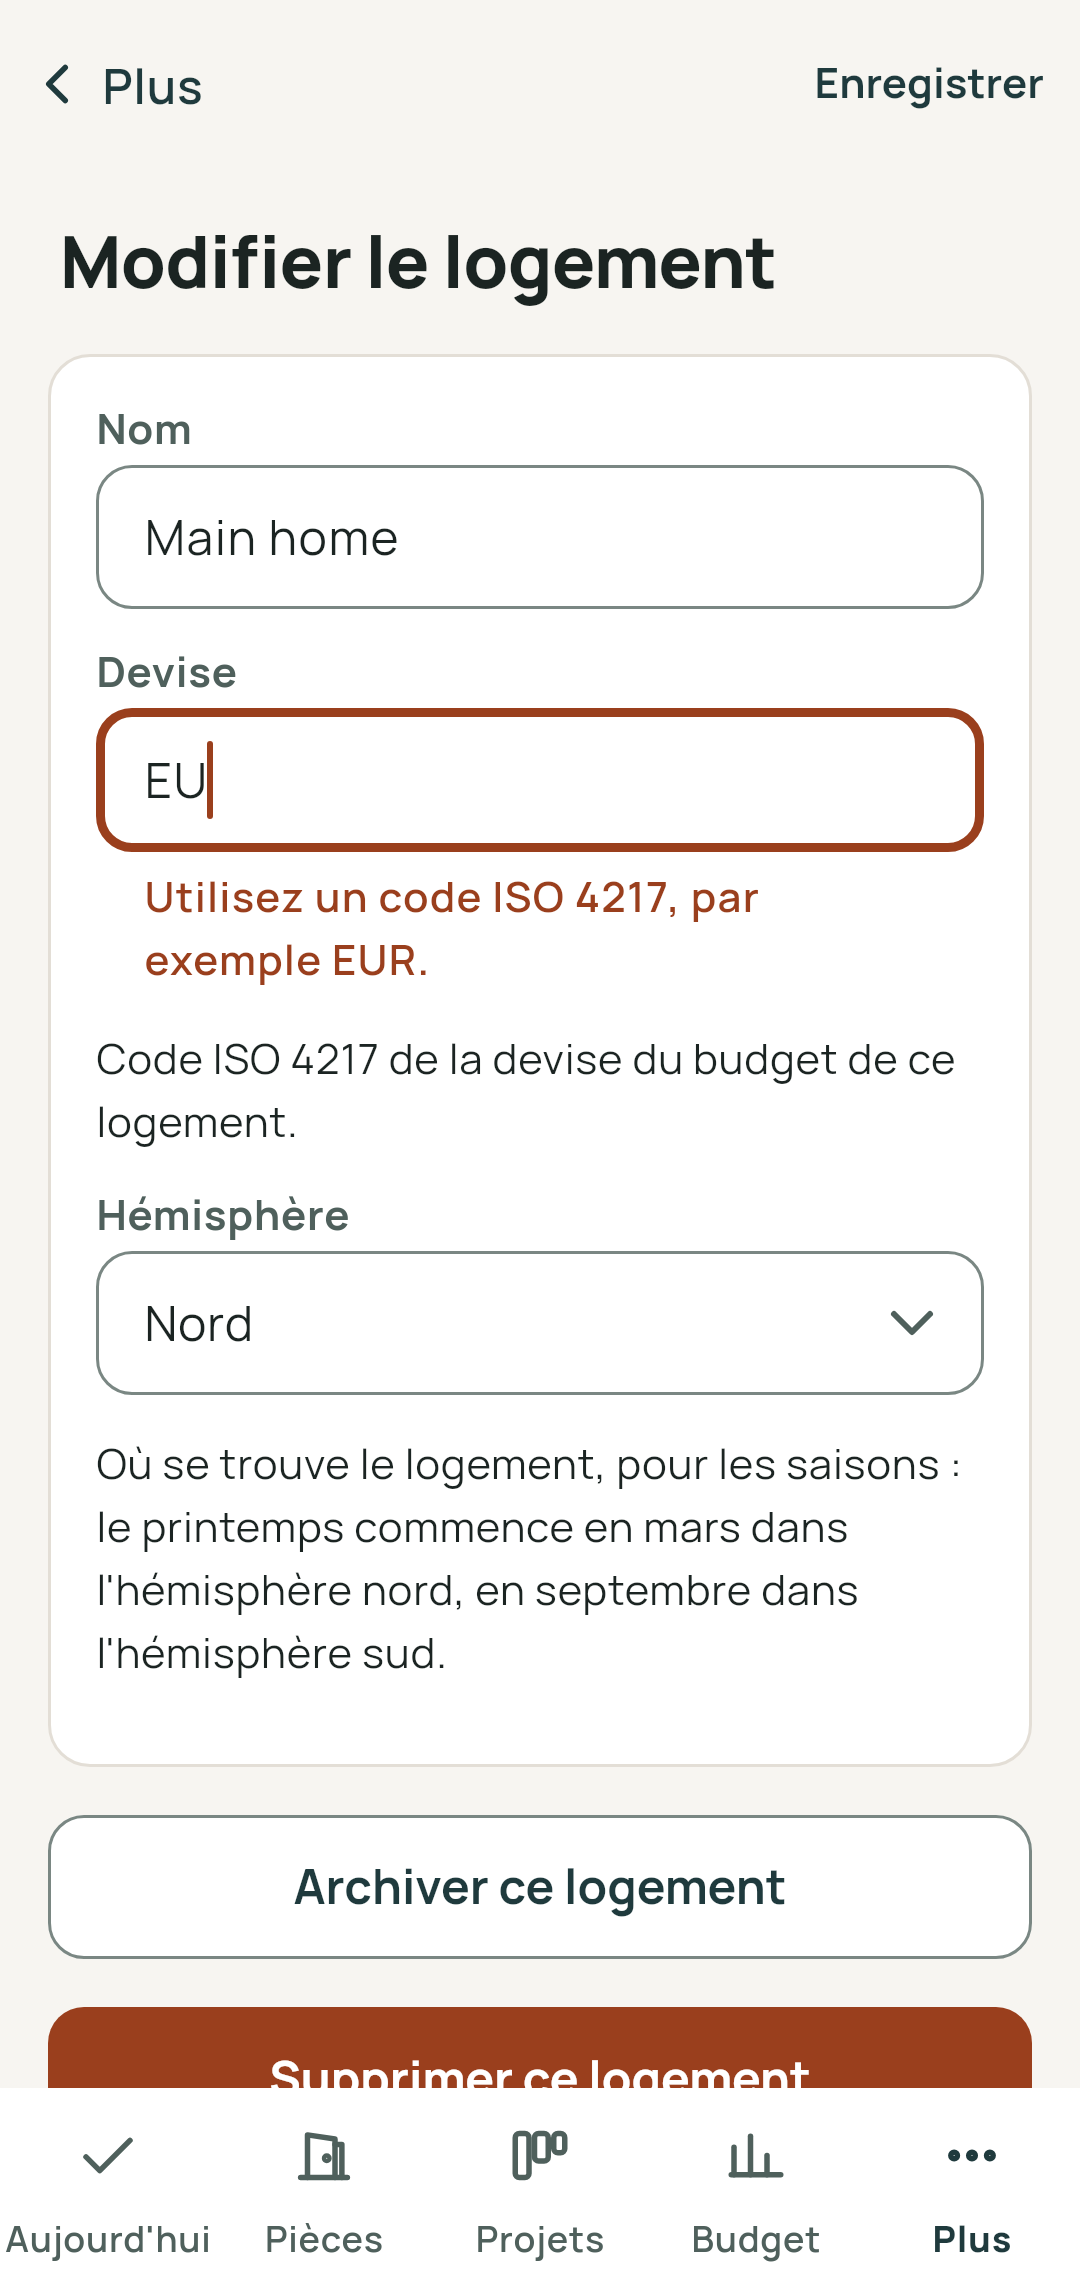 Plus
Enregistrer
Modifier le logement
Nom
Main home
Devise
EU
Utilisez un code ISO 4217, par
exemple EUR.
Code ISO 4217 de la devise du budget de ce
logement.
Hémisphère
Nord
Où se trouve le logement, pour les saisons :
le printemps commence en mars dans
l'hémisphère nord, en septembre dans
l'hémisphère sud.
Archiver ce logement
Supprimer ce logement
Aujourd'hui
Pièces
Projets
Budget
Plus